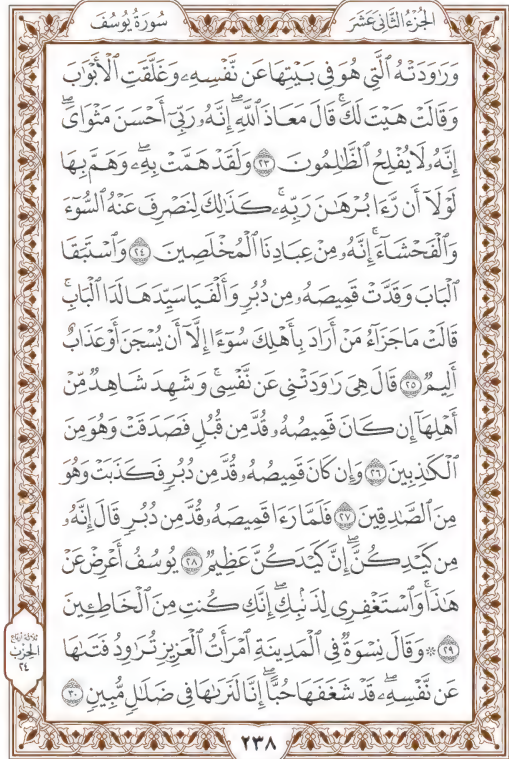 الجُزْءُ الثَّانِي عَشَرَ
سُورَةُ يُوسُفَ
وَرَٰوَدَتْهُ ٱلَّتِي هُوَ فِي بَيْتِهَا عَن نَّفْسِهِۦ وَغَلَّقَتِ ٱلْأَبْوَٰبَ
وَقَالَتْ هَيْتَ لَكَۚ قَالَ مَعَاذَ ٱللَّهِۖ إِنَّهُۥ رَبِّيٓ أَحْسَنَ مَثْوَايَۖ
إِنَّهُۥ لَا يُفْلِحُ ٱلظَّٰلِمُونَ ٢٣ وَلَقَدْ هَمَّتْ بِهِۦۖ وَهَمَّ بِهَا
لَوْلَآ أَن رَّءَا بُرْهَٰنَ رَبِّهِۦۚ كَذَٰلِكَ لِنَصْرِفَ عَنْهُ ٱلسُّوٓءَ
وَٱلْفَحْشَآءَۚ إِنَّهُۥ مِنْ عِبَادِنَا ٱلْمُخْلَصِينَ ٢٤ وَٱسْتَبَقَا
ٱلْبَابَ وَقَدَّتْ قَمِيصَهُۥ مِن دُبُرٍ وَأَلْفَيَا سَيِّدَهَا لَدَا ٱلْبَابِۚ
قَالَتْ مَا جَزَآءُ مَنْ أَرَادَ بِأَهْلِكَ سُوٓءًا إِلَّآ أَن يُسْجَنَ أَوْ عَذَابٌ
أَلِيمٌ ٢٥ قَالَ هِيَ رَٰوَدَتْنِي عَن نَّفْسِيۚ وَشَهِدَ شَاهِدٌ مِّنْ
أَهْلِهَآ إِن كَانَ قَمِيصُهُۥ قُدَّ مِن قُبُلٍ فَصَدَقَتْ وَهُوَ مِنَ
ٱلْكَٰذِبِينَ ٢٦ وَإِن كَانَ قَمِيصُهُۥ قُدَّ مِن دُبُرٍ فَكَذَبَتْ وَهُوَ
مِنَ ٱلصَّٰدِقِينَ ٢٧ فَلَمَّا رَءَا قَمِيصَهُۥ قُدَّ مِن دُبُرٍ قَالَ إِنَّهُۥ
مِن كَيْدِكُنَّۖ إِنَّ كَيْدَكُنَّ عَظِيمٌ ٢٨ يُوسُفُ أَعْرِضْ عَنْ
هَٰذَاۚ وَٱسْتَغْفِرِي لِذَنۢبِكِۖ إِنَّكِ كُنتِ مِنَ ٱلْخَاطِـِٔينَ
٢٩ ۞ وَقَالَ نِسْوَةٌ فِي ٱلْمَدِينَةِ ٱمْرَأَتُ ٱلْعَزِيزِ تُرَٰوِدُ فَتَىٰهَا
عَن نَّفْسِهِۦۖ قَدْ شَغَفَهَا حُبًّاۖ إِنَّا لَنَرَىٰهَا فِي ضَلَٰلٍ مُّبِينٍ ٣٠
ثلاثة أرباع
الحِزْب
٢٤
٢٣٨